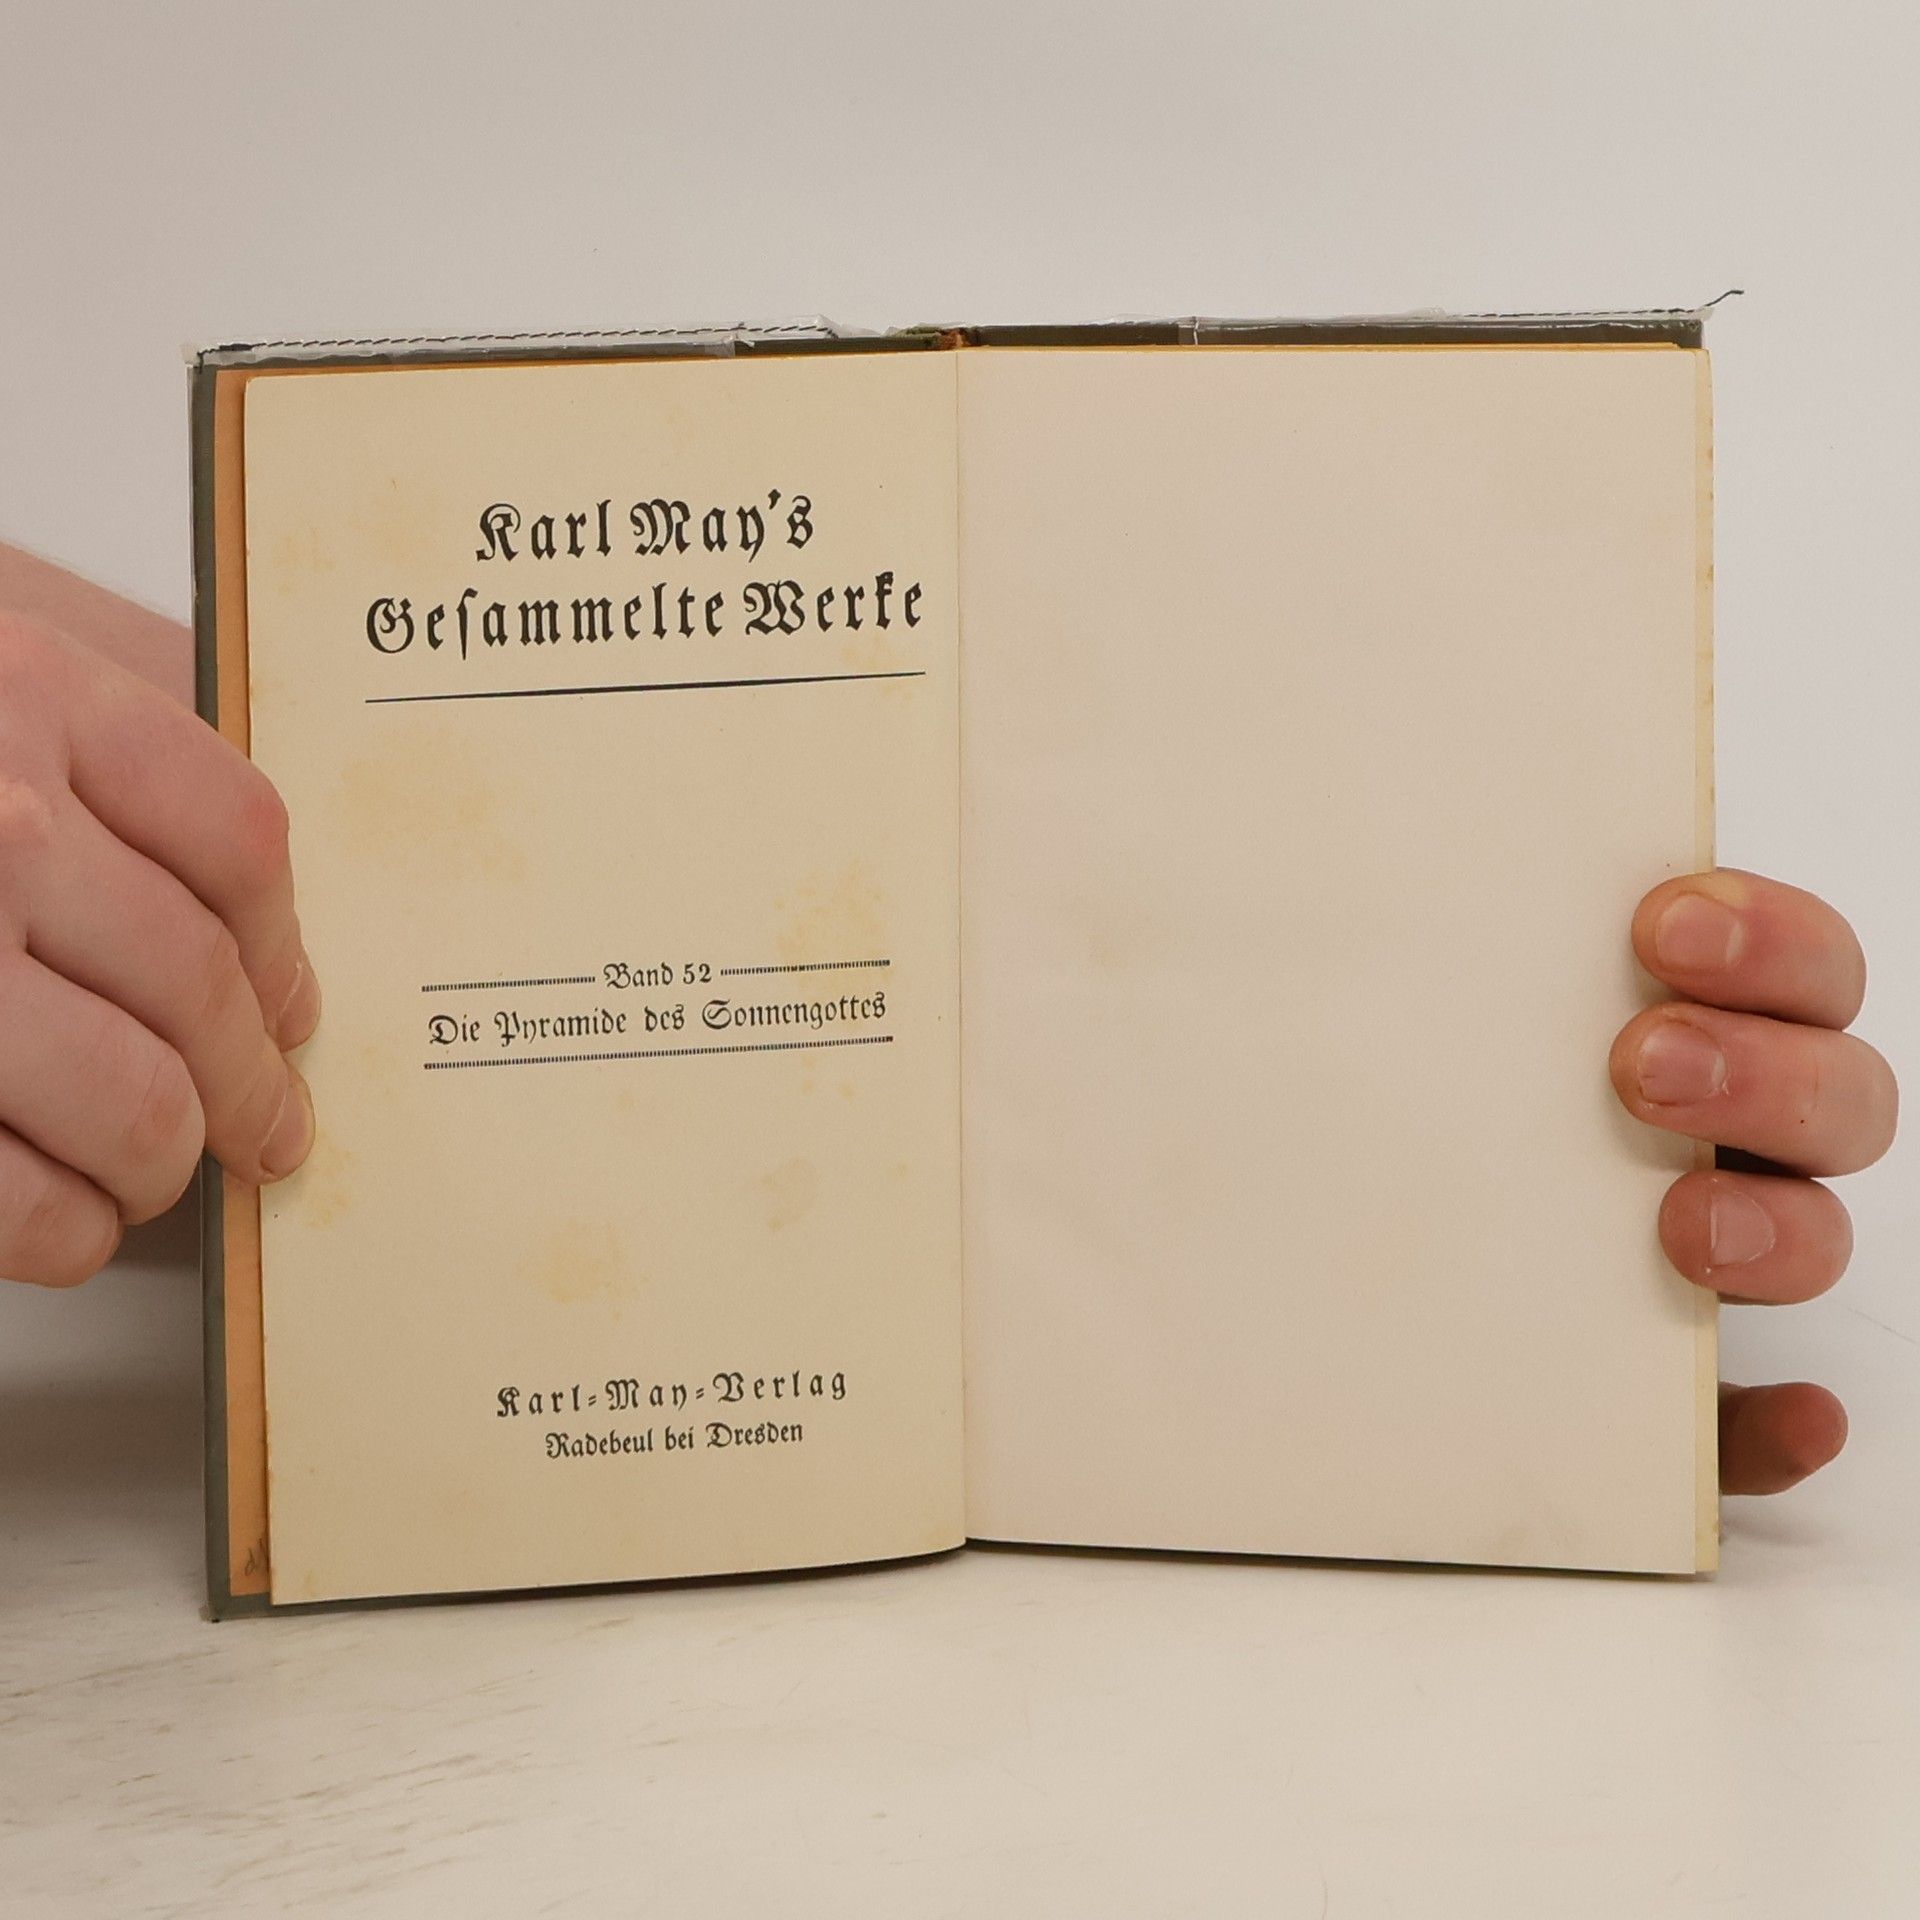 Karl May's
Geſammelte Werke
Band 52
Die Pyramide des Sonnengottes
Karl-May-Verlag
Radebeul bei Dresden